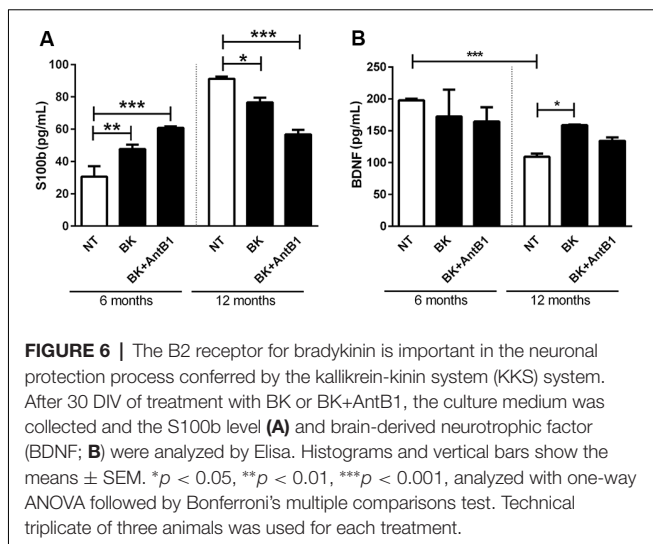 A
B
***
*
***
**
***
*
100
80
60
40
20
0
S100b
(pg/mL)
250
200
150
100
50
0
BDNF (pg/mL)
NT
BK
BK+AntB1
NT
BK
BK+AntB1
NT
BK
BK+AntB1
NT
BK
BK+AntB1
6 months
12 months
6 months
12 months
FIGURE 6 | The B2 receptor for bradykinin is important in the neuronal
protection process conferred by the kallikrein-kinin system (KKS) system.
After 30 DIV of treatment with BK or BK+AntB1, the culture medium was
collected and the S100b level (A) and brain-derived neurotrophic factor
(BDNF; B) were analyzed by Elisa. Histograms and vertical bars show the
means ± SEM. *p < 0.05, **p < 0.01, ***p < 0.001, analyzed with one-way
ANOVA followed by Bonferroni's multiple comparisons test. Technical
triplicate of three animals was used for each treatment.